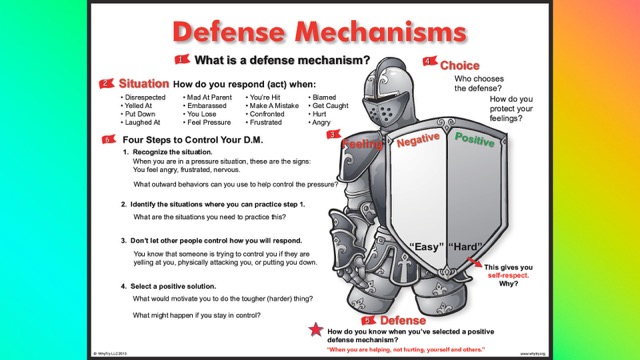 Defense Mechanisms
1 What is a defense mechanism?
2 Situation How do you respond (act) when:
• Disrespected • Mad At Parent • You're Hit • Blamed
• Yelled At • Embarassed • Make A Mistake • Get Caught
• Put Down • You Lose • Confronted • Hurt
• Laughed At • Feel Pressure • Frustrated • Angry
4 Choice
Who chooses
the defense?
How do you
protect your
feelings?
3
Feeling
Negative
Positive
"Easy" "Hard"
This gives you
self-respect.
Why?
6 Four Steps to Control Your D.M.
1. Recognize the situation.
When you are in a pressure situation, these are the signs:
You feel angry, frustrated, nervous.
What outward behaviors can you use to help control the pressure?
2. Identify the situations where you can practice step 1.
What are the situations you need to practice this?
3. Don't let other people control how you will respond.
You know that someone is trying to control you if they are
yelling at you, physically attacking you, or putting you down.
4. Select a positive solution.
What would motivate you to do the tougher (harder) thing?
What might happen if you stay in control?
5 Defense
How do you know when you've selected a positive
defense mechanism?
"When you are helping, not hurting, yourself and others."
© WhyTry LLC 2013
www.whytry.org